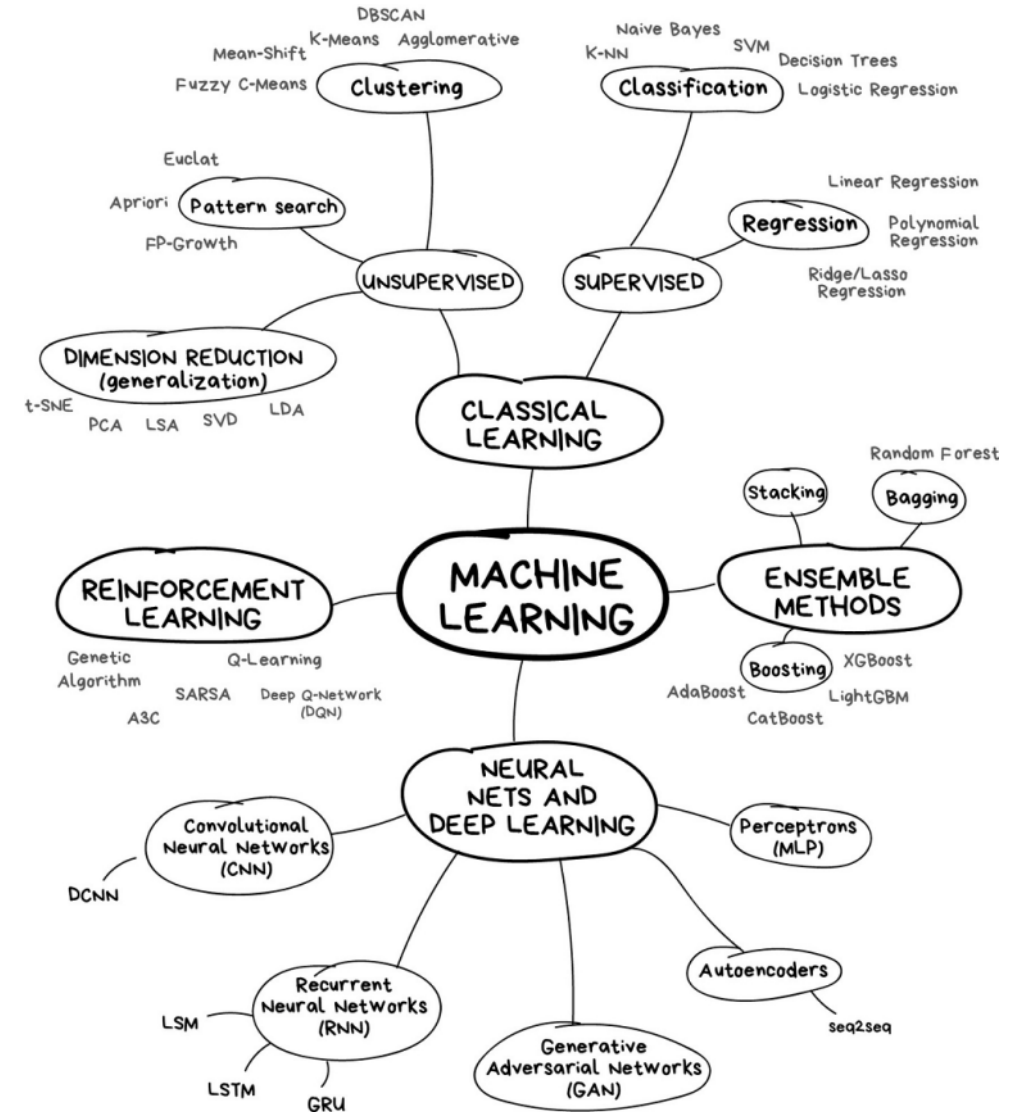 DBSCAN
K-Means
Agglomerative
Mean-Shift
Fuzzy C-Means
Clustering
Naive Bayes
K-NN
SVM
Decision Trees
Classification
Logistic Regression
Euclat
Apriori
Pattern search
FP-Growth
Linear Regression
Regression
Polynomial
Regression
Ridge/Lasso
Regression
UNSUPERVISED
SUPERVISED
DIMENSION REDUCTION
(generalization)
t-SNE
PCA
LSA
SVD
LDA
CLASSICAL
LEARNING
Random Forest
Stacking
Bagging
MACHINE
LEARNING
REINFORCEMENT
LEARNING
ENSEMBLE
METHODS
Genetic
Algorithm
Q-Learning
SARSA
Deep Q-Network
(DQN)
A3C
Boosting
XGBoost
AdaBoost
LightGBM
CatBoost
NEURAL
NETS AND
DEEP LEARNING
Convolutional
Neural Networks
(CNN)
DCNN
Perceptrons
(MLP)
Autoencoders
seq2seq
Recurrent
Neural Networks
(RNN)
LSM
LSTM
GRU
Generative
Adversarial Networks
(GAN)